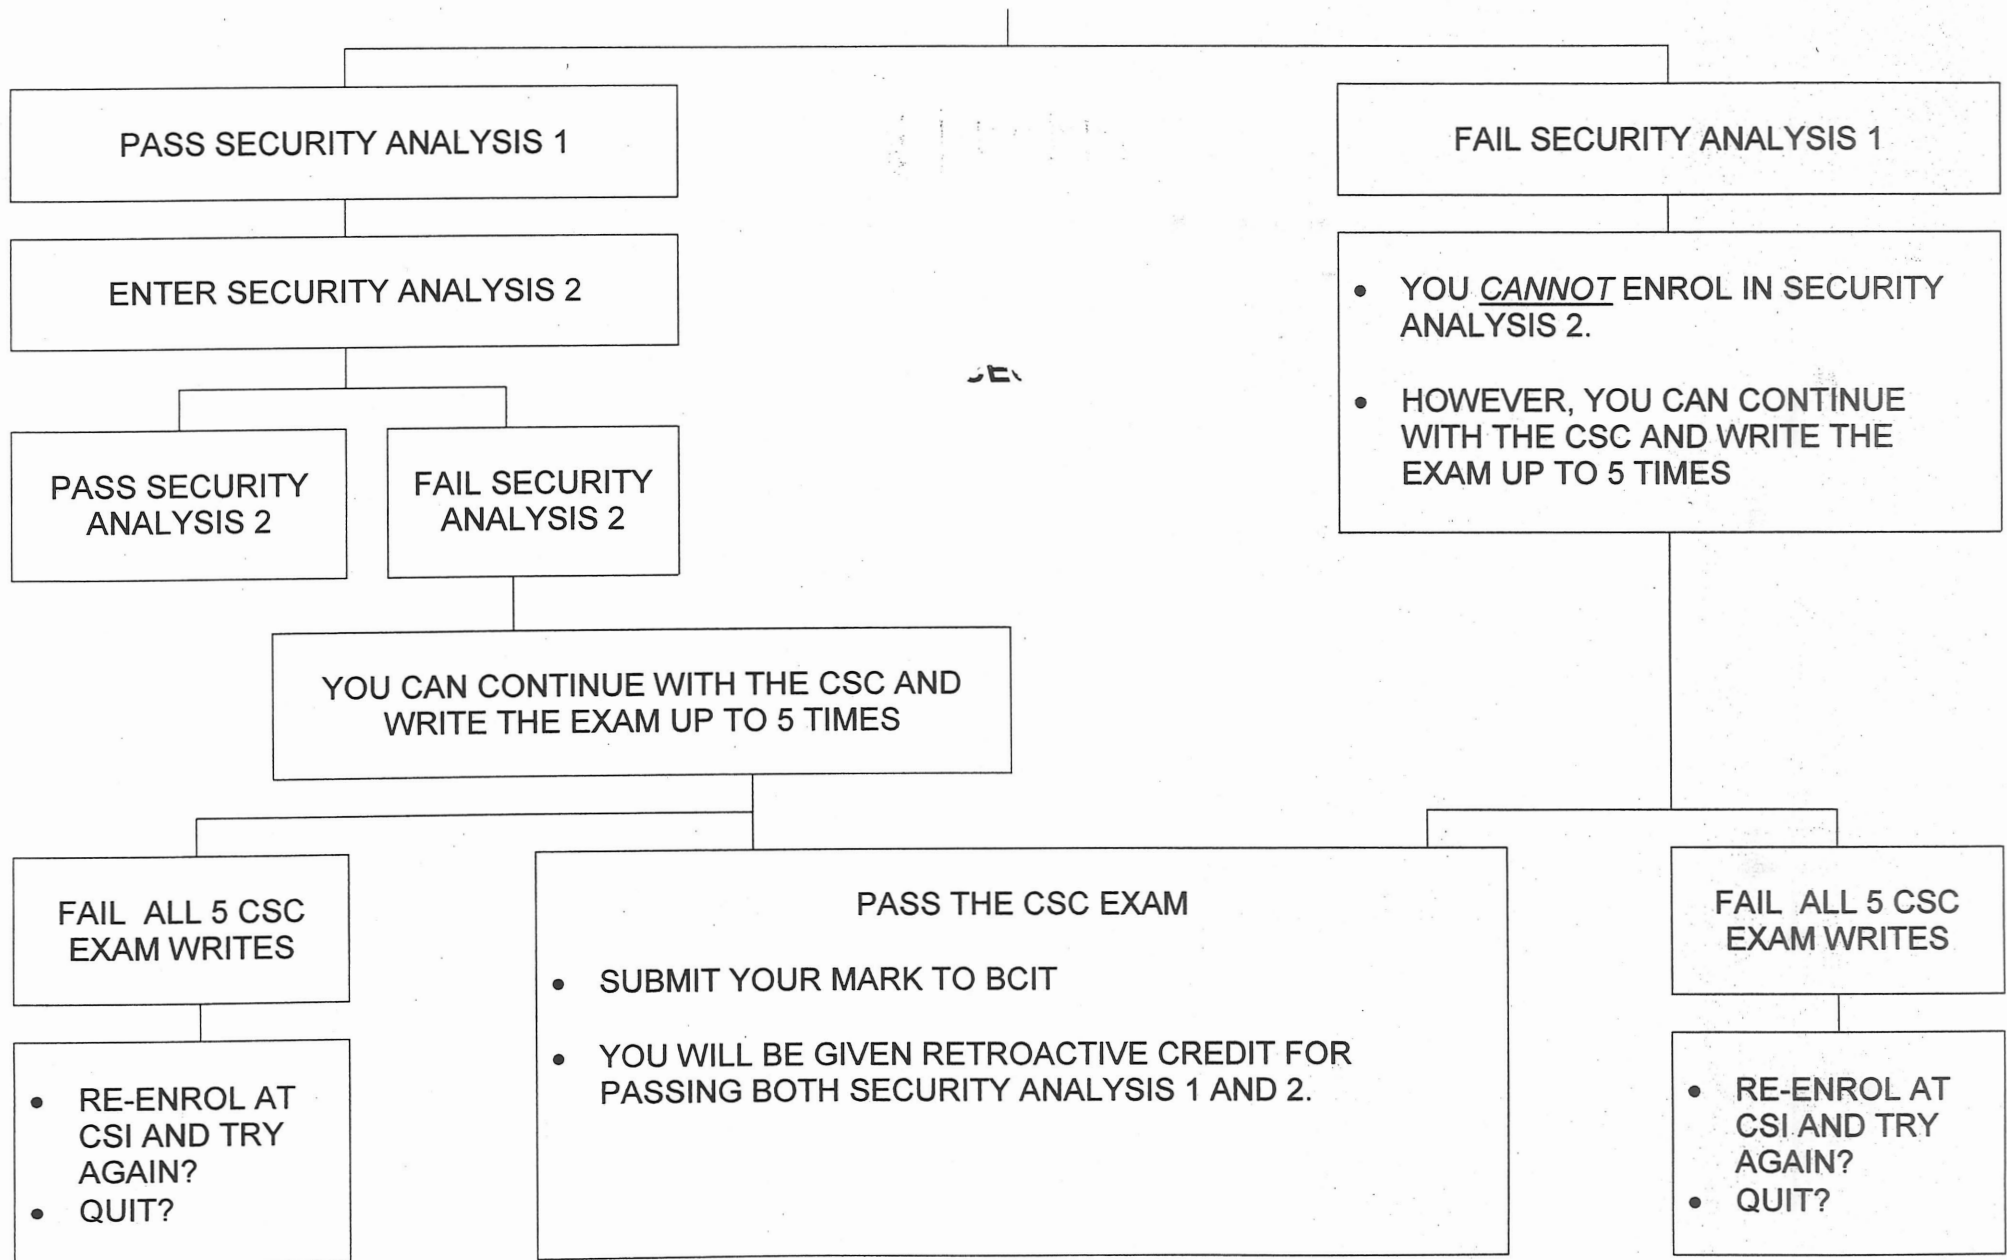 PASS SECURITY ANALYSIS 1
FAIL SECURITY ANALYSIS 1
ENTER SECURITY ANALYSIS 2
• YOU CANNOT ENROL IN SECURITY
ANALYSIS 2.
• HOWEVER, YOU CAN CONTINUE
WITH THE CSC AND WRITE THE
EXAM UP TO 5 TIMES
PASS SECURITY
ANALYSIS 2
FAIL SECURITY
ANALYSIS 2
YOU CAN CONTINUE WITH THE CSC AND
WRITE THE EXAM UP TO 5 TIMES
FAIL ALL 5 CSC
EXAM WRITES
PASS THE CSC EXAM
• SUBMIT YOUR MARK TO BCIT
• YOU WILL BE GIVEN RETROACTIVE CREDIT FOR
PASSING BOTH SECURITY ANALYSIS 1 AND 2.
FAIL ALL 5 CSC
EXAM WRITES
• RE-ENROL AT
CSI AND TRY
AGAIN?
• QUIT?
• RE-ENROL AT
CSI AND TRY
AGAIN?
• QUIT?